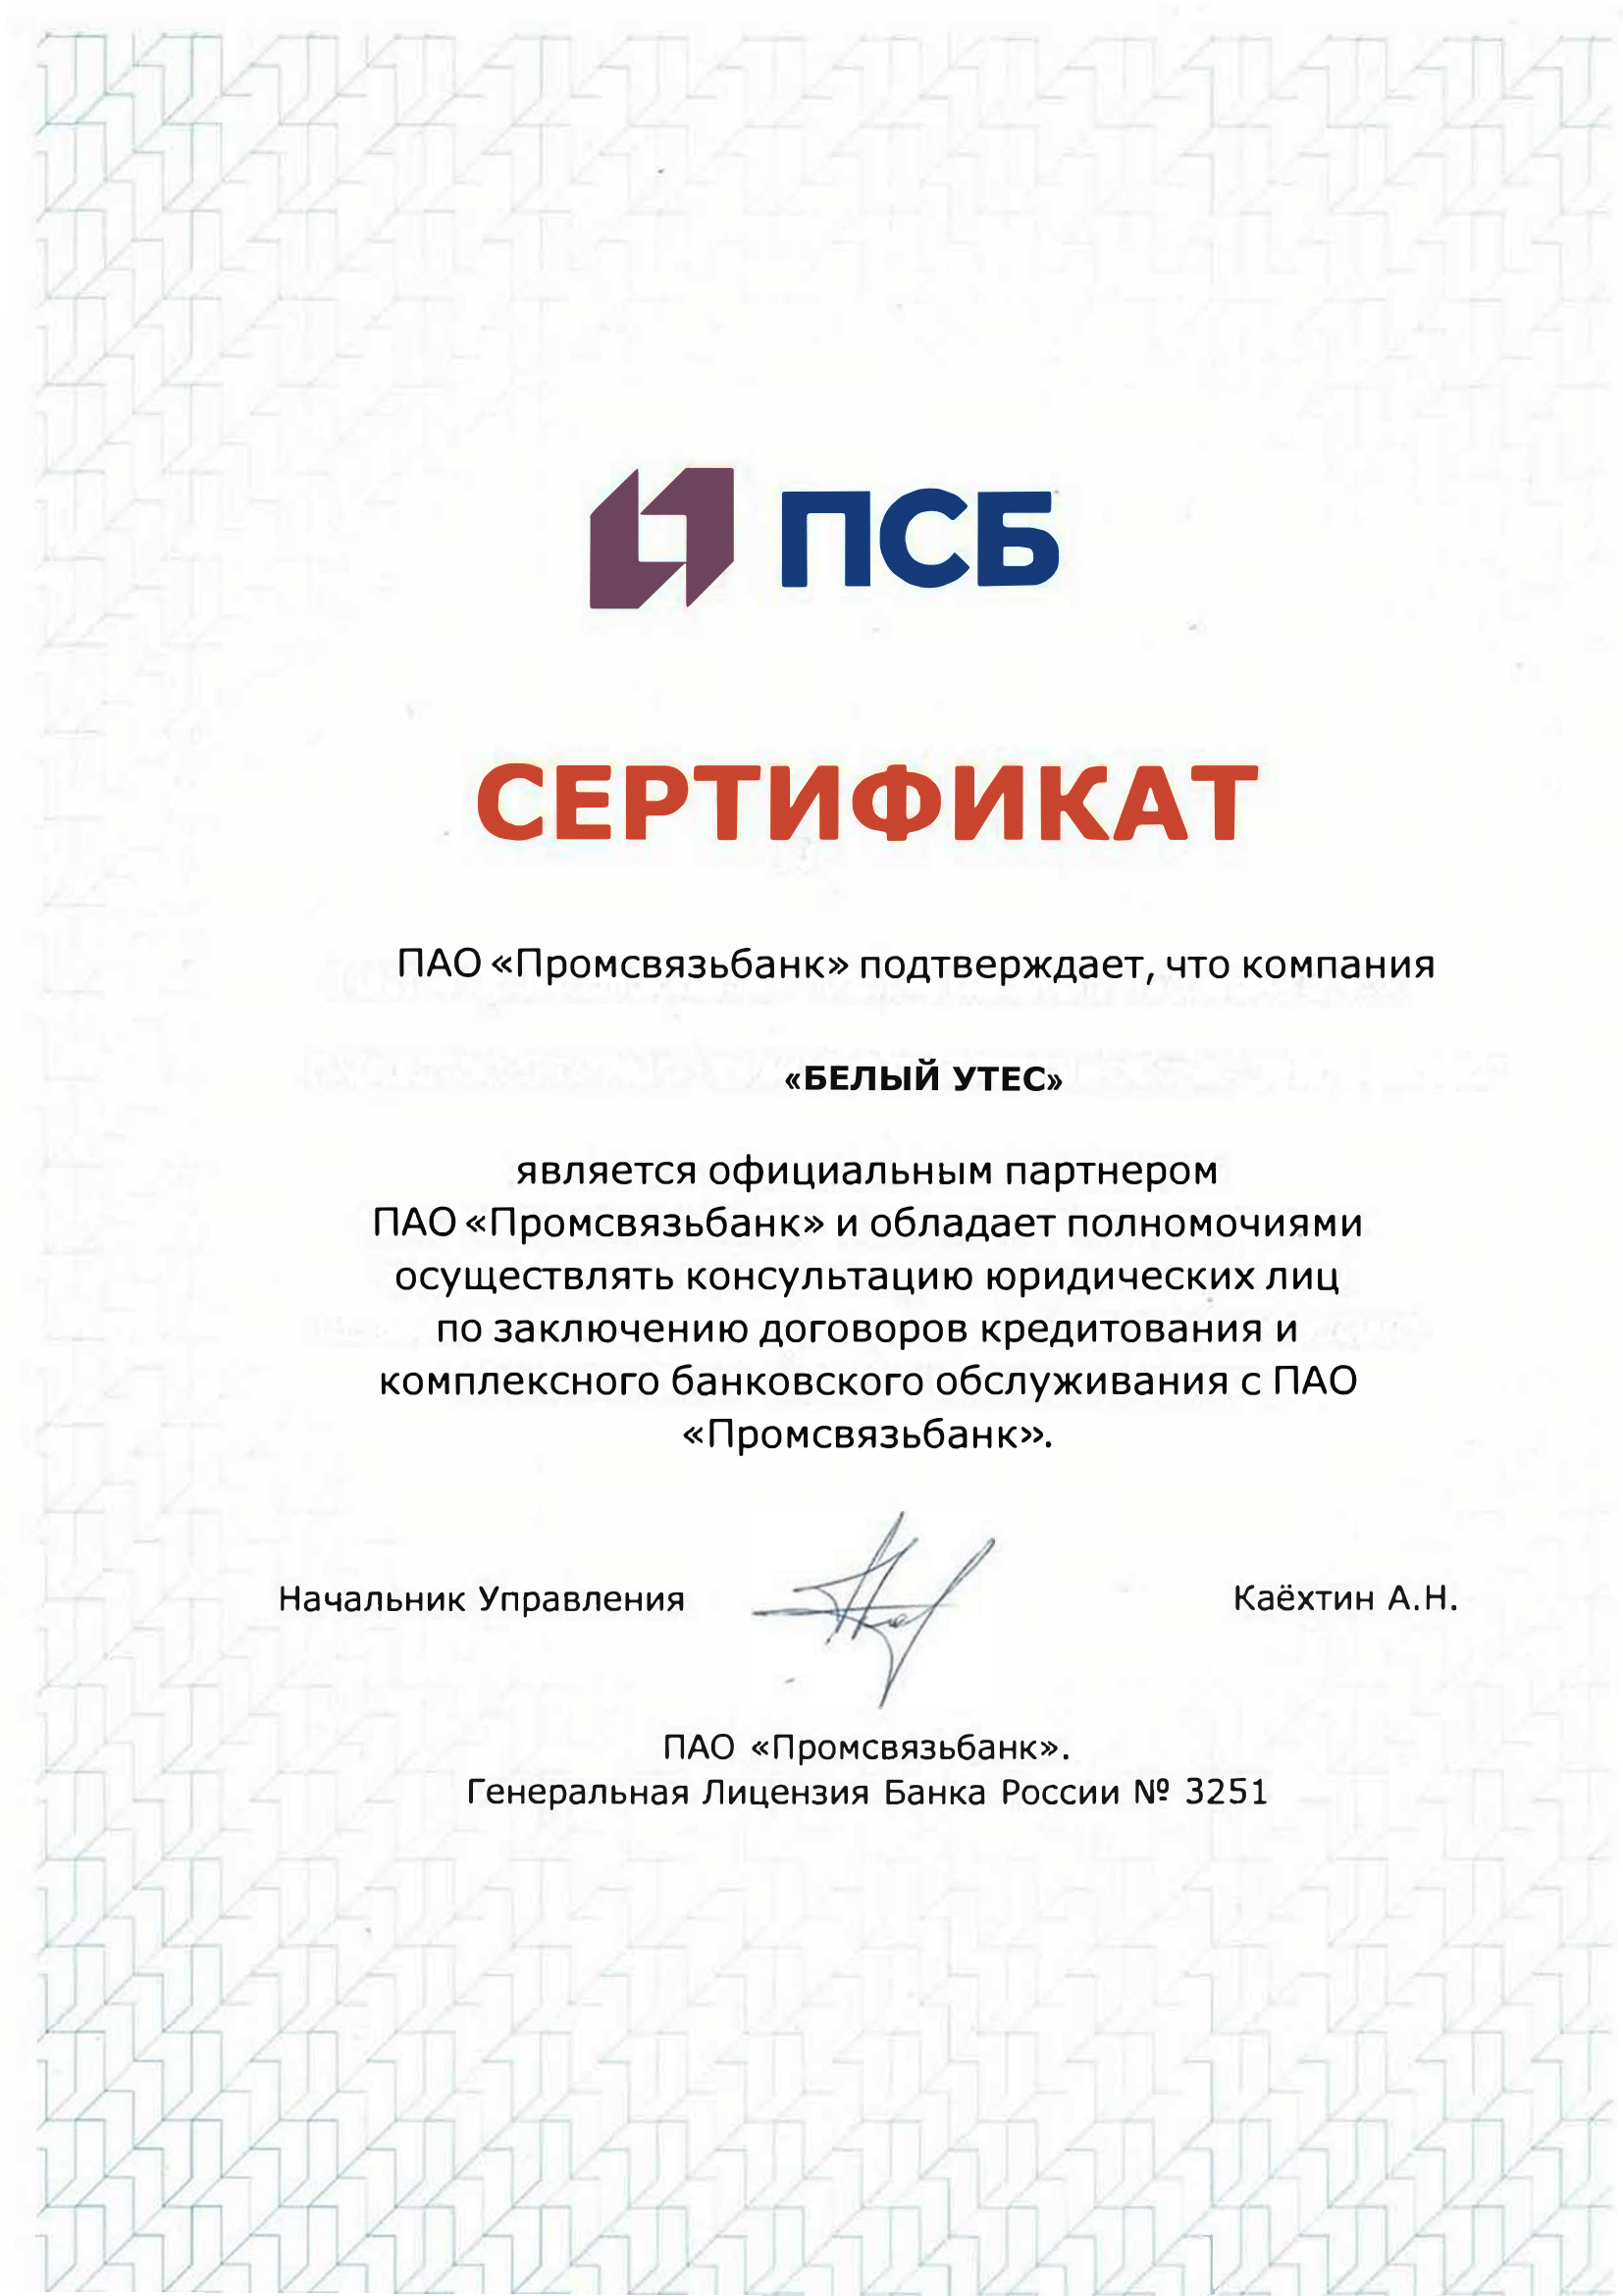 ПСБ
СЕРТИФИКАТ
ПАО «Промсвязьбанк» подтверждает, что компания
«БЕЛЫЙ УТЕС»
является официальным партнером
ПАО «Промсвязьбанк» и обладает полномочиями
осуществлять консультацию юридических лиц
по заключению договоров кредитования и
комплексного банковского обслуживания с ПАО
«Промсвязьбанк».
Начальник Управления Каёхтин А.Н.
ПАО «Промсвязьбанк».
Генеральная Лицензия Банка России № 3251